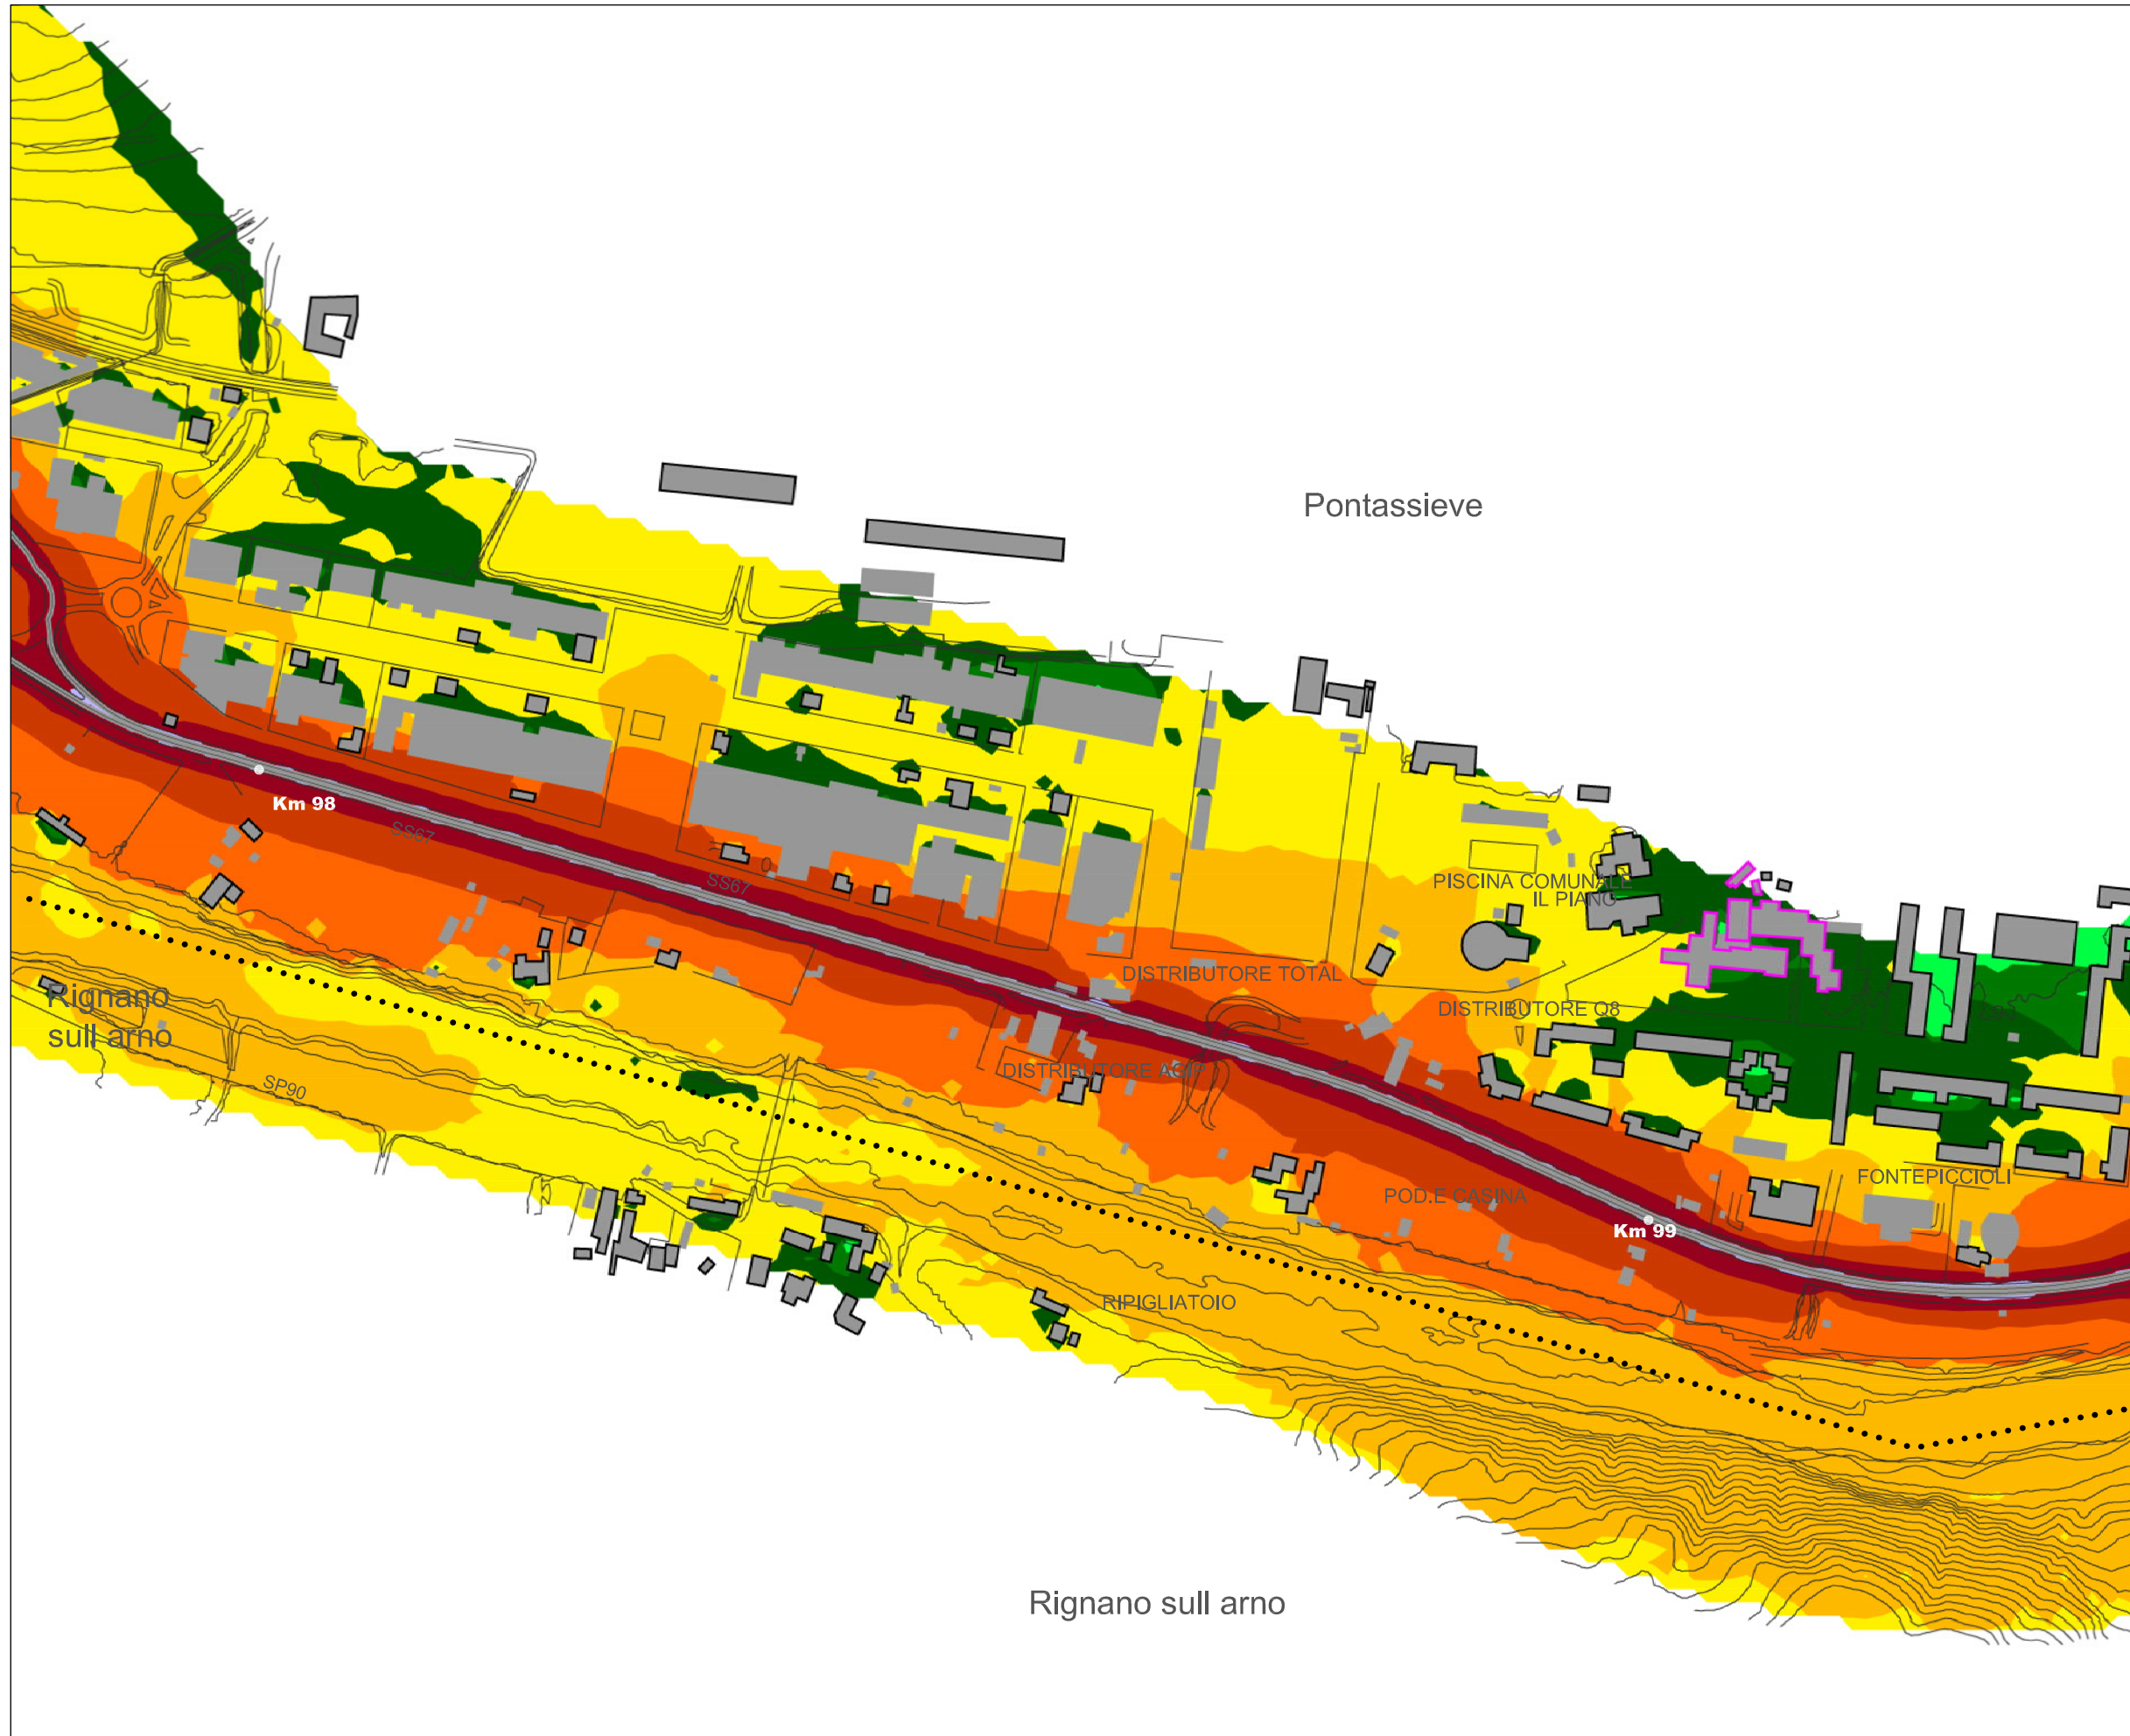 Pontassieve
Km 98
SS67
SS67
PISCINA COMUNALE
IL PIANO
DISTRIBUTORE TOTAL
DISTRIBUTORE Q8
Rignano
sull arno
SP90
DISTRIBUTORE AGIP
FONTEPICCIOLI
POD.E CASINA
Km 99
RIPIGLIATOIO
Rignano sull arno